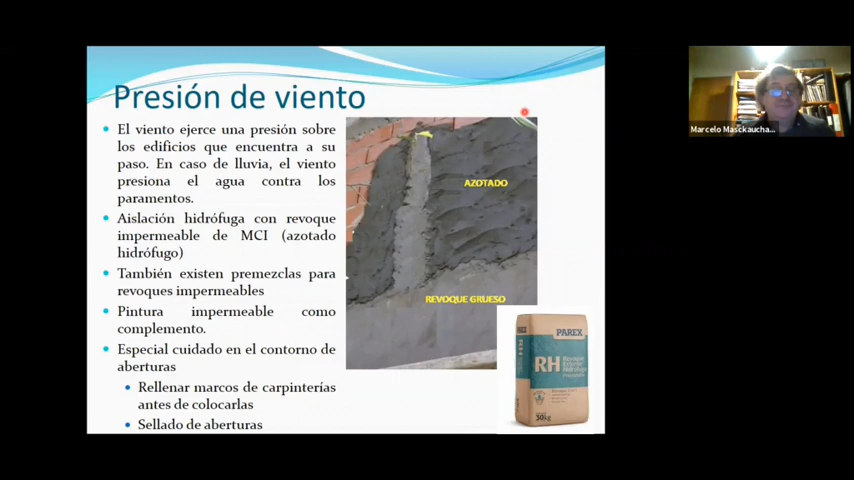 Presión de viento
El viento ejerce una presión sobre
los edificios que encuentra a su
paso. En caso de lluvia, el viento
presiona el agua contra los
paramentos.
Aislación hidrófuga con revoque
impermeable de MCI (azotado
hidrófugo)
También existen premezclas para
revoques impermeables
Pintura impermeable como
complemento.
Especial cuidado en el contorno de
aberturas
Rellenar marcos de carpinterías
antes de colocarlas
Sellado de aberturas
AZOTADO
REVOQUE GRUESO
PAREX
RH
Revoque
Exterior
Hidrófugo
30kg
Marcelo Masckaucha...